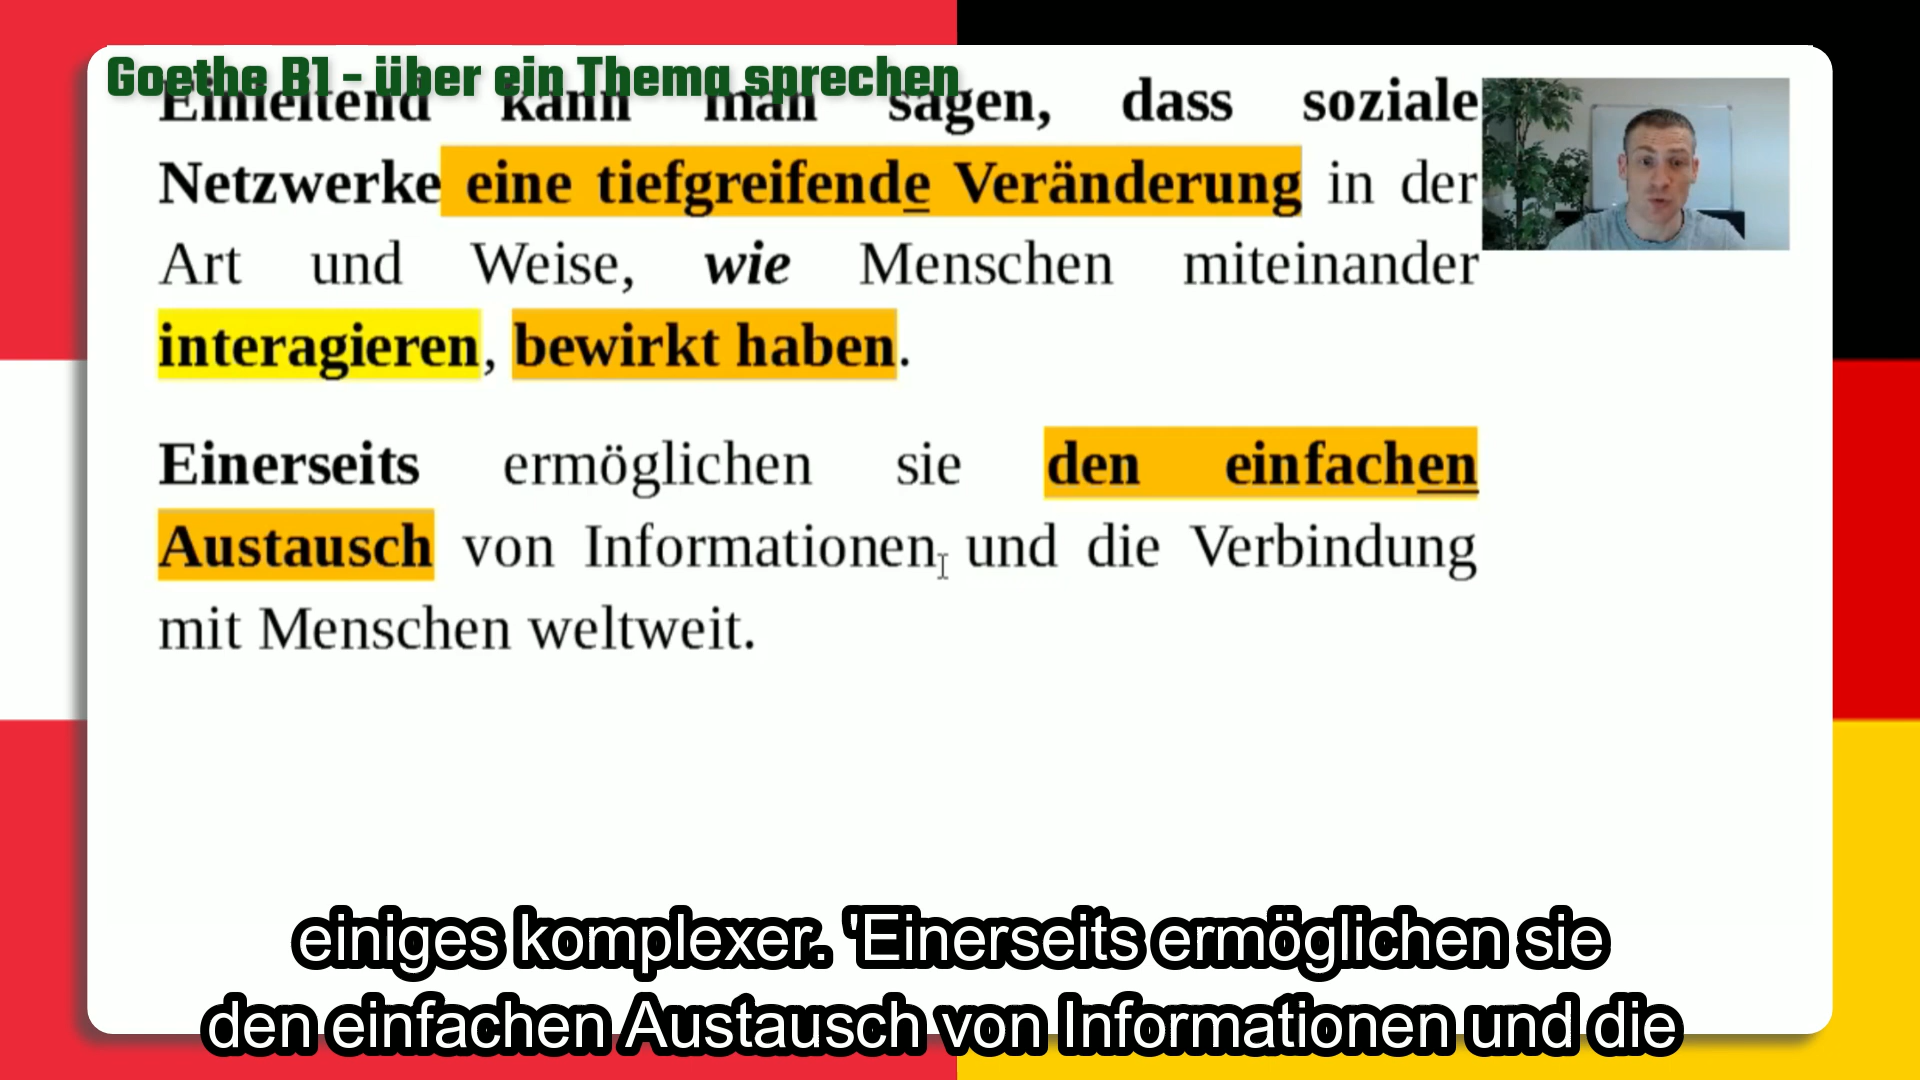 Goethe B1 - über ein Thema sprechen
Einleitend kann man sagen, dass soziale
Netzwerke eine tiefgreifende Veränderung in der
Art und Weise, wie Menschen miteinander
interagieren, bewirkt haben.
Einerseits ermöglichen sie den einfachen
Austausch von Informationen und die Verbindung
mit Menschen weltweit.
einiges komplexer. 'Einerseits ermöglichen sie
den einfachen Austausch von Informationen und die